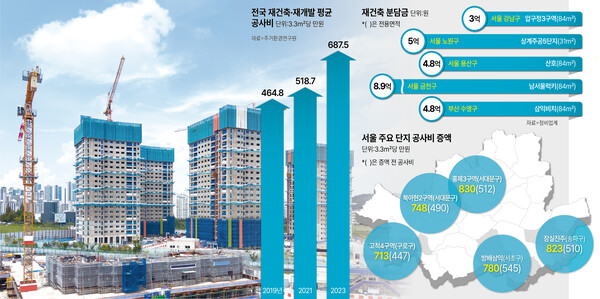 전국 재건축·재개발 평균
공사비 단위:3.3㎡당 만원
자료=주거환경연구원
464.8
518.7
687.5
2019년
2021
2023
재건축 분담금 단위:원
*( )은 전용면적
3억 서울 강남구 압구정3구역(84㎡)
5억 서울 노원구 상계주공5단지(31㎡)
4.8억 서울 용산구 산호(84㎡)
8.9억 서울 금천구 남서울럭키(84㎡)
4.8억 부산 수영구 삼익비치(84㎡)
자료=정비업계
서울 주요 단지 공사비 증액
단위:3.3㎡당 만원
*( )은 증액 전 공사비
홍제3구역(서대문구)
830(512)
북아현2구역(서대문구)
748(490)
고척4구역(구로구)
713(447)
방배삼익(서초구)
780(545)
잠실진주(송파구)
823(510)